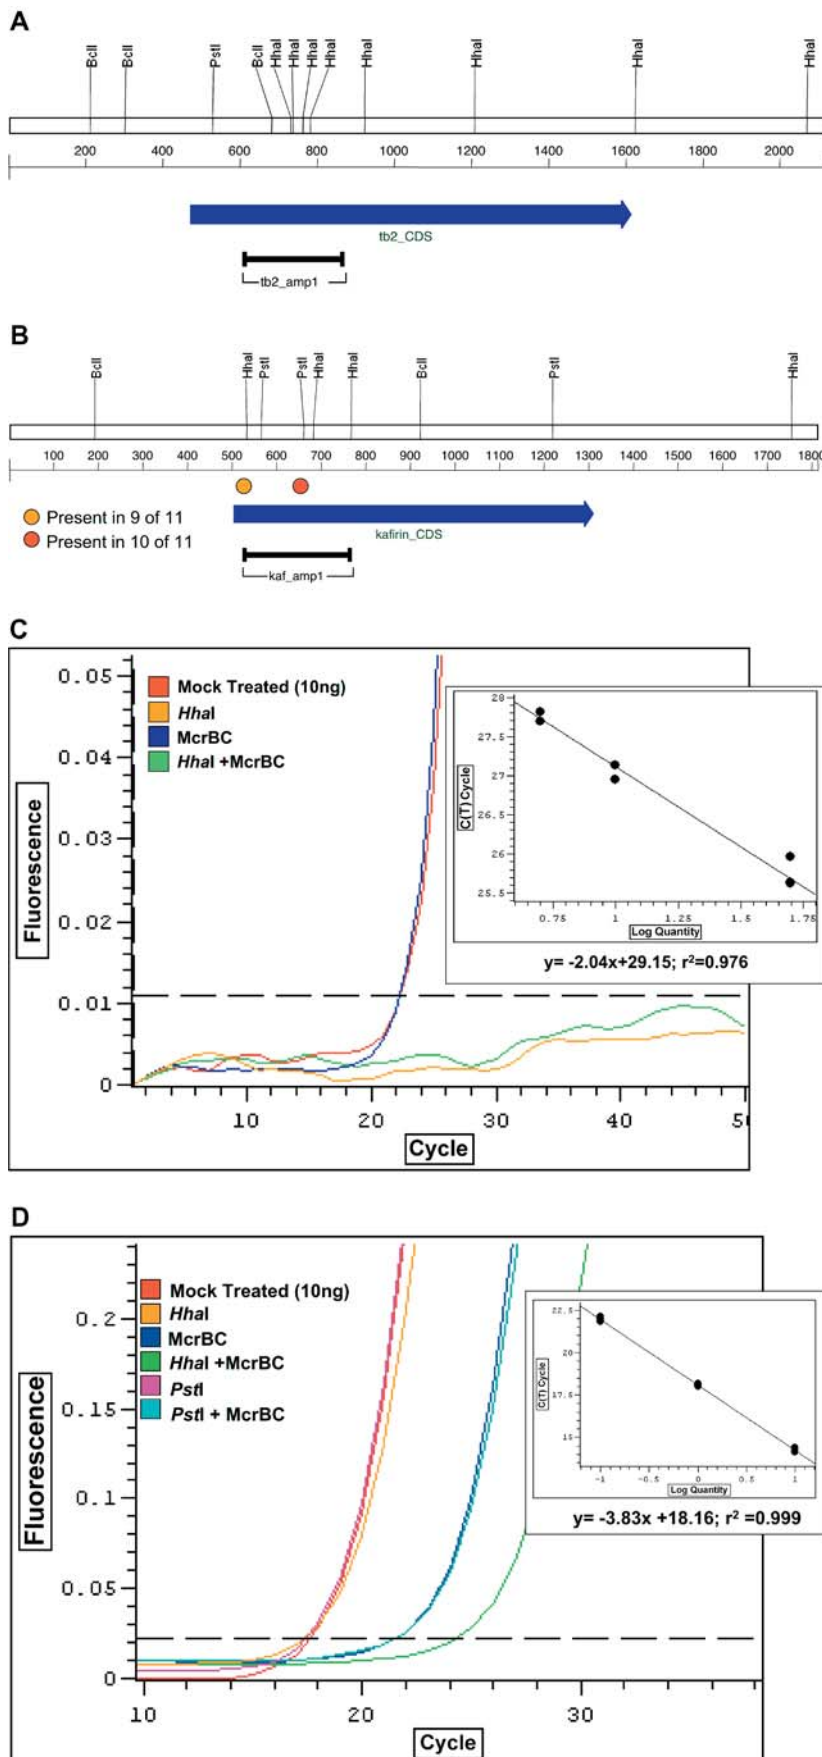 A
BclI BclI PstI BclI HhaI HhaI HhaI HhaI HhaI HhaI HhaI HhaI
200 400 600 800 1000 1200 1400 1600 1800 2000
tb2_CDS
tb2_amp1
B
BclI HhaI PstI PstI HhaI HhaI BclI PstI HhaI
100 200 300 400 500 600 700 800 900 1000 1100 1200 1300 1400 1500 1600 1700 1800
Present in 9 of 11
Present in 10 of 11
kafirin_CDS
kaf_amp1
C
Fluorescence
0.05
0.04
0.03
0.02
0.01
0
Mock Treated (10ng)
HhaI
McrBC
HhaI +McrBC
10 20 30 40 5
Cycle
C(T) Cycle
28
27.5
27
26.5
26
25.5
0.75 1 1.25 1.5 1.75
Log Quantity
y= -2.04x+29.15; r²=0.976
D
Fluorescence
0.2
0.15
0.1
0.05
0
Mock Treated (10ng)
HhaI
McrBC
HhaI +McrBC
PstI
PstI + McrBC
10 20 30
Cycle
C(T) Cycle
22.5
20
17.5
15
-1 -0.5 0 0.5 1
Log Quantity
y= -3.83x +18.16; r² =0.999